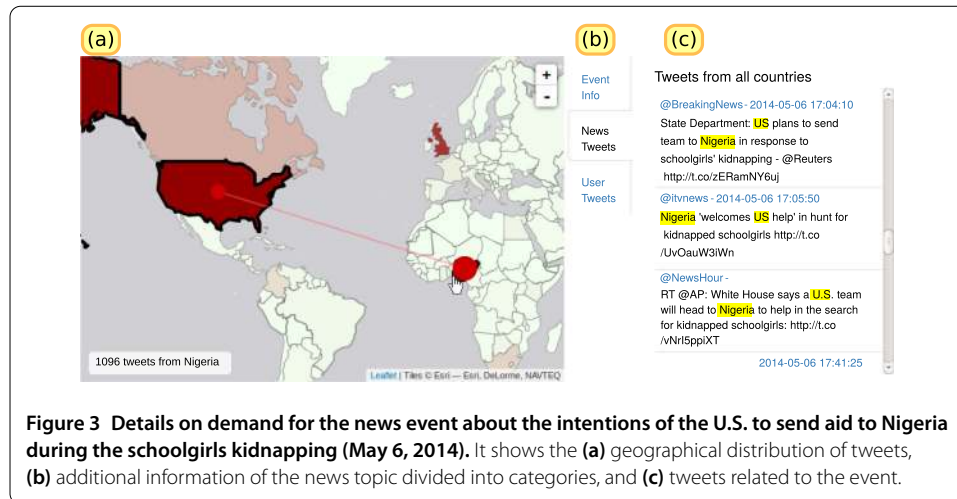 (a)
(b)
(c)
+
-
1096 tweets from Nigeria
Leaflet | Tiles © Esri — Esri, DeLorme, NAVTEQ
Event
Info
News
Tweets
User
Tweets
Tweets from all countries
@BreakingNews - 2014-05-06 17:04:10
State Department: US plans to send
team to Nigeria in response to
schoolgirls' kidnapping - @Reuters
http://t.co/zERamNY6uj
@itvnews - 2014-05-06 17:05:50
Nigeria 'welcomes US help' in hunt for
kidnapped schoolgirls http://t.co
/UvOauW3iWn
@NewsHour -
RT @AP: White House says a U.S. team
will head to Nigeria to help in the search
for kidnapped schoolgirls: http://t.co
/vNrI5ppiXT
2014-05-06 17:41:25
Figure 3 Details on demand for the news event about the intentions of the U.S. to send aid to Nigeria
during the schoolgirls kidnapping (May 6, 2014). It shows the (a) geographical distribution of tweets,
(b) additional information of the news topic divided into categories, and (c) tweets related to the event.